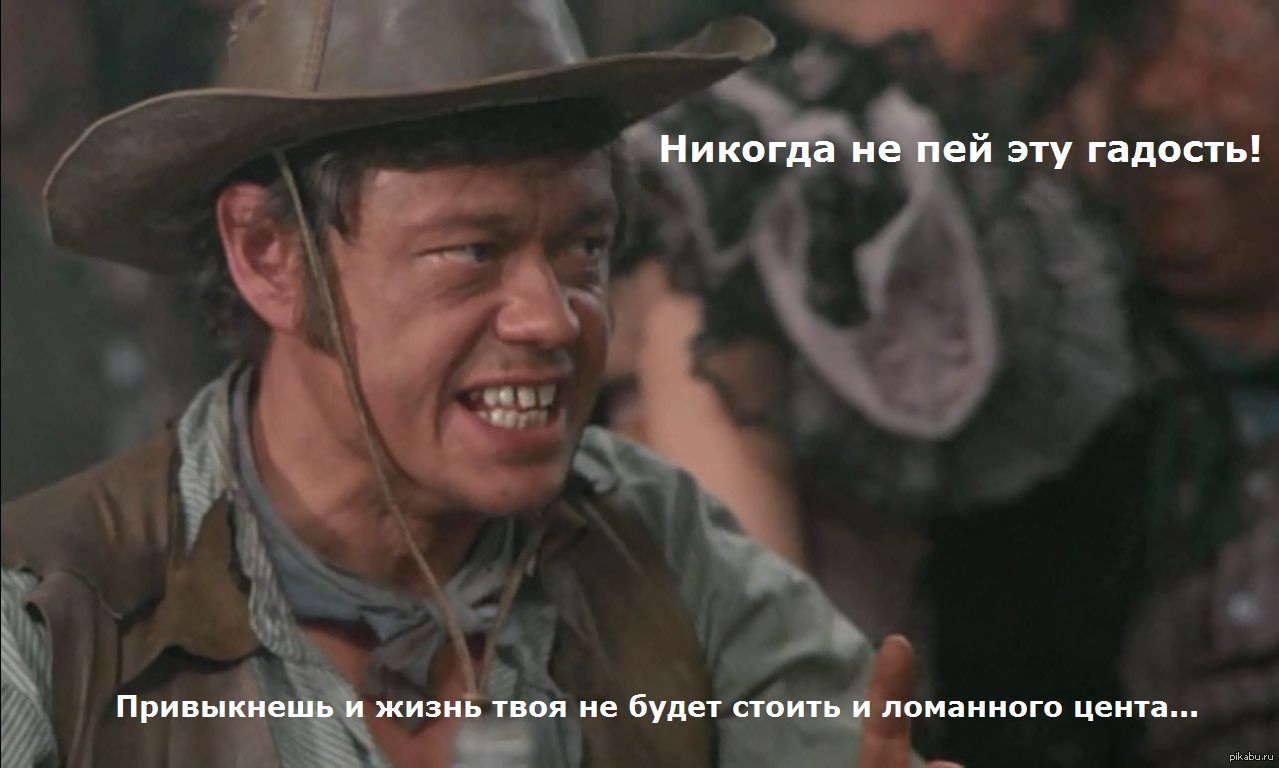 Никогда не пей эту гадость!
Привыкнешь и жизнь твоя не будет стоить и ломанного цента...
pikabu.ru